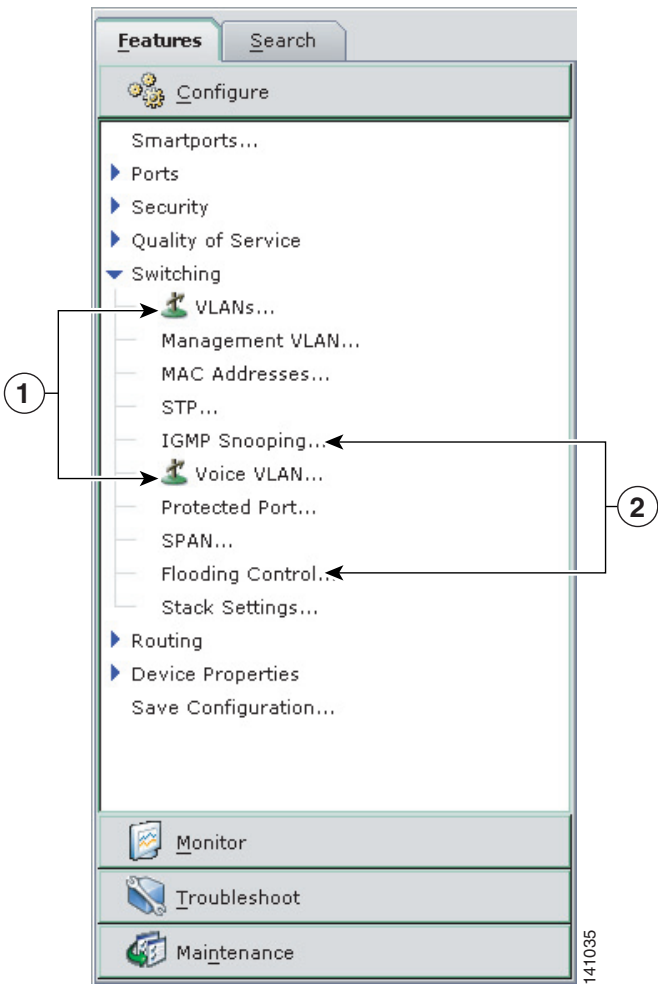 Features
Search
Configure
Smartports...
Ports
Security
Quality of Service
Switching
VLANs...
Management VLAN...
MAC Addresses...
STP...
1
IGMP Snooping...
Voice VLAN...
Protected Port...
2
SPAN...
Flooding Control...
Stack Settings...
Routing
Device Properties
Save Configuration...
Monitor
Troubleshoot
Maintenance
141035